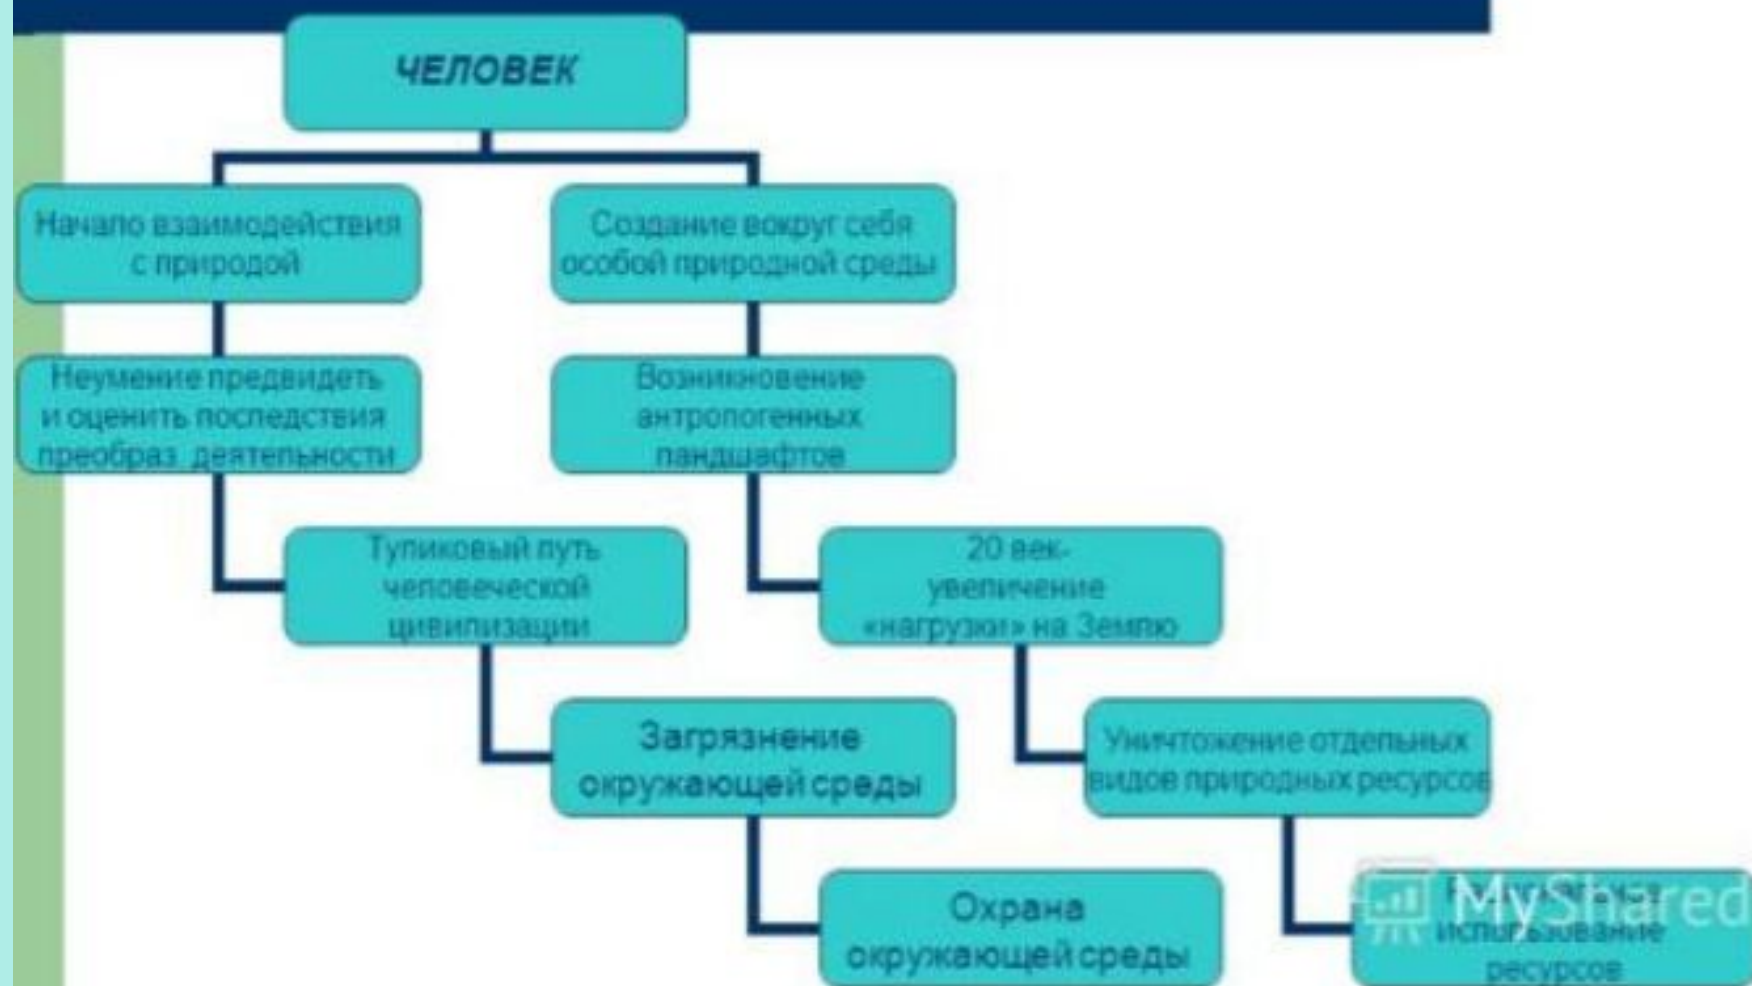 ЧЕЛОВЕК
Начало взаимодействия
с природой
Создание вокруг себя
особой природной среды
Неумение предвидеть
и оценить последствия
преобраз деятельности
Возникновение
антропогенных
ландшафтов
Тупиковый путь
человеческой
цивилизации
20 век-
увеличение
«нагрузки» на Землю
Загрязнение
окружающей среды
Уничтожение отдельных
видов природных ресурсов
Охрана
окружающей среды
использование
ресурсов
MyShared